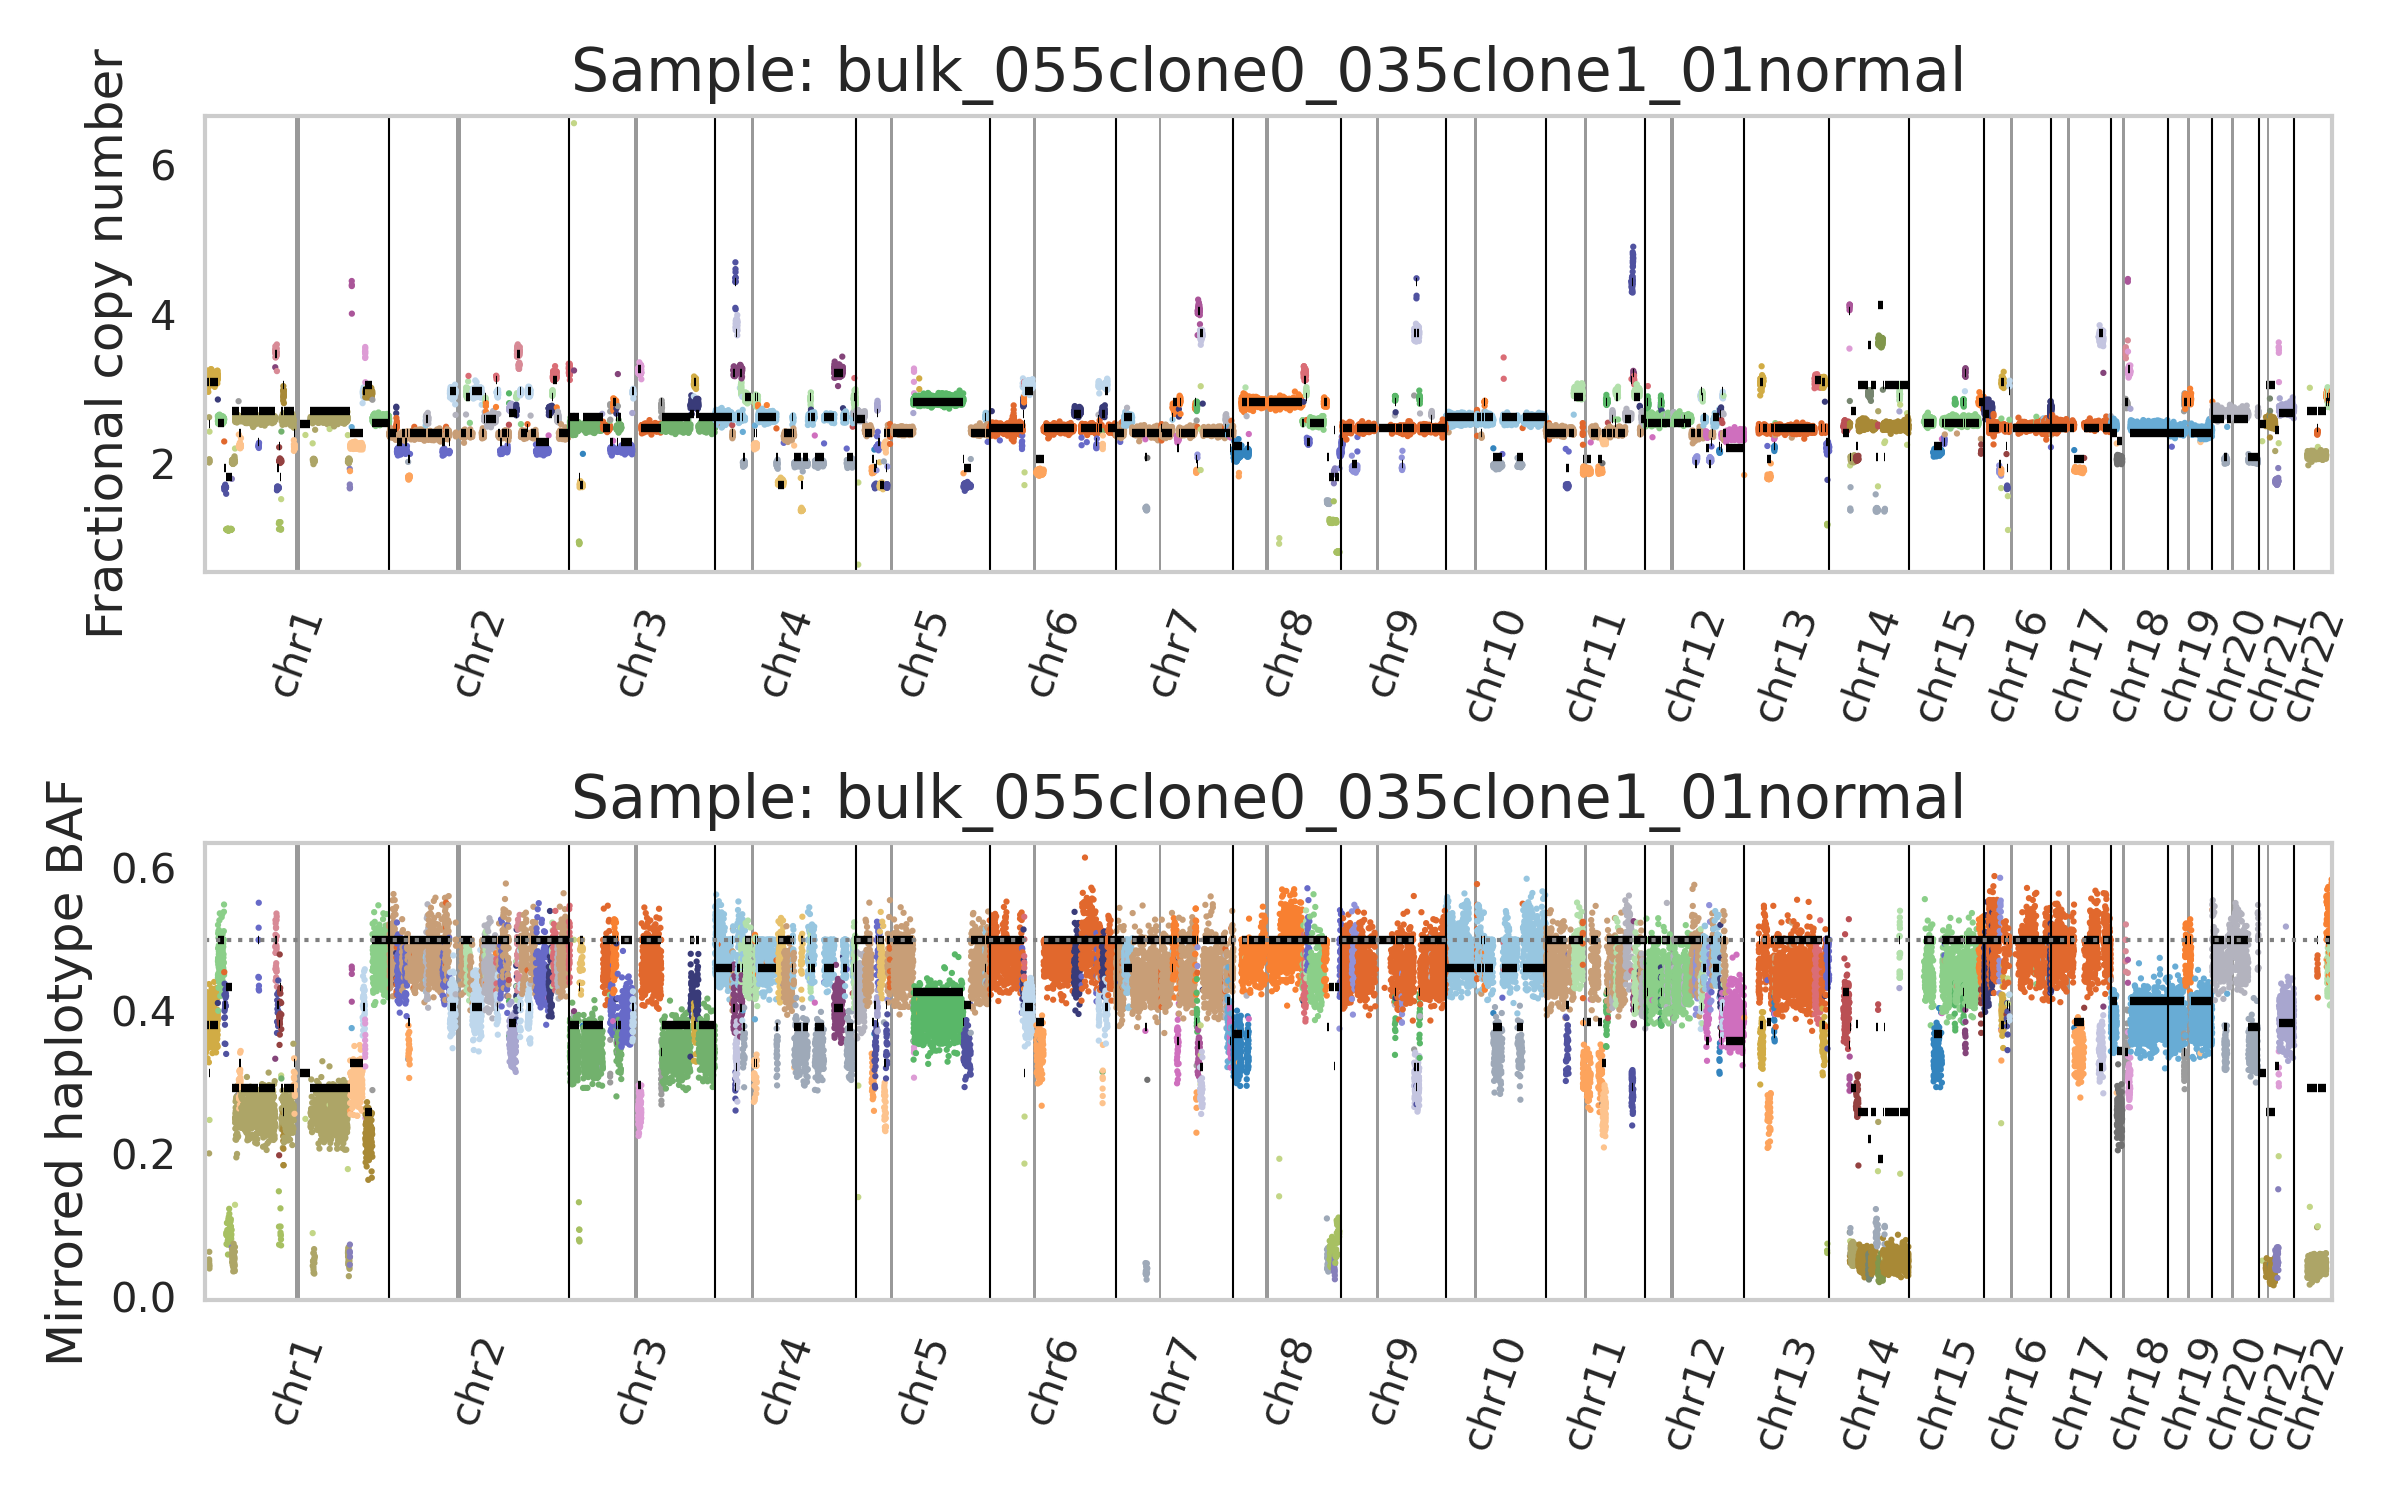 Sample: bulk_055clone0_035clone1_01normal
Fractional copy number
6
4
2
chr1
chr2
chr3
chr4
chr5
chr6
chr7
chr8
chr9
chr10
chr11
chr12
chr13
chr14
chr15
chr16
chr17
chr18
chr19
chr20
chr21
chr22
Sample: bulk_055clone0_035clone1_01normal
Mirrored haplotype BAF
0.6
0.4
0.2
0.0
chr1
chr2
chr3
chr4
chr5
chr6
chr7
chr8
chr9
chr10
chr11
chr12
chr13
chr14
chr15
chr16
chr17
chr18
chr19
chr20
chr21
chr22